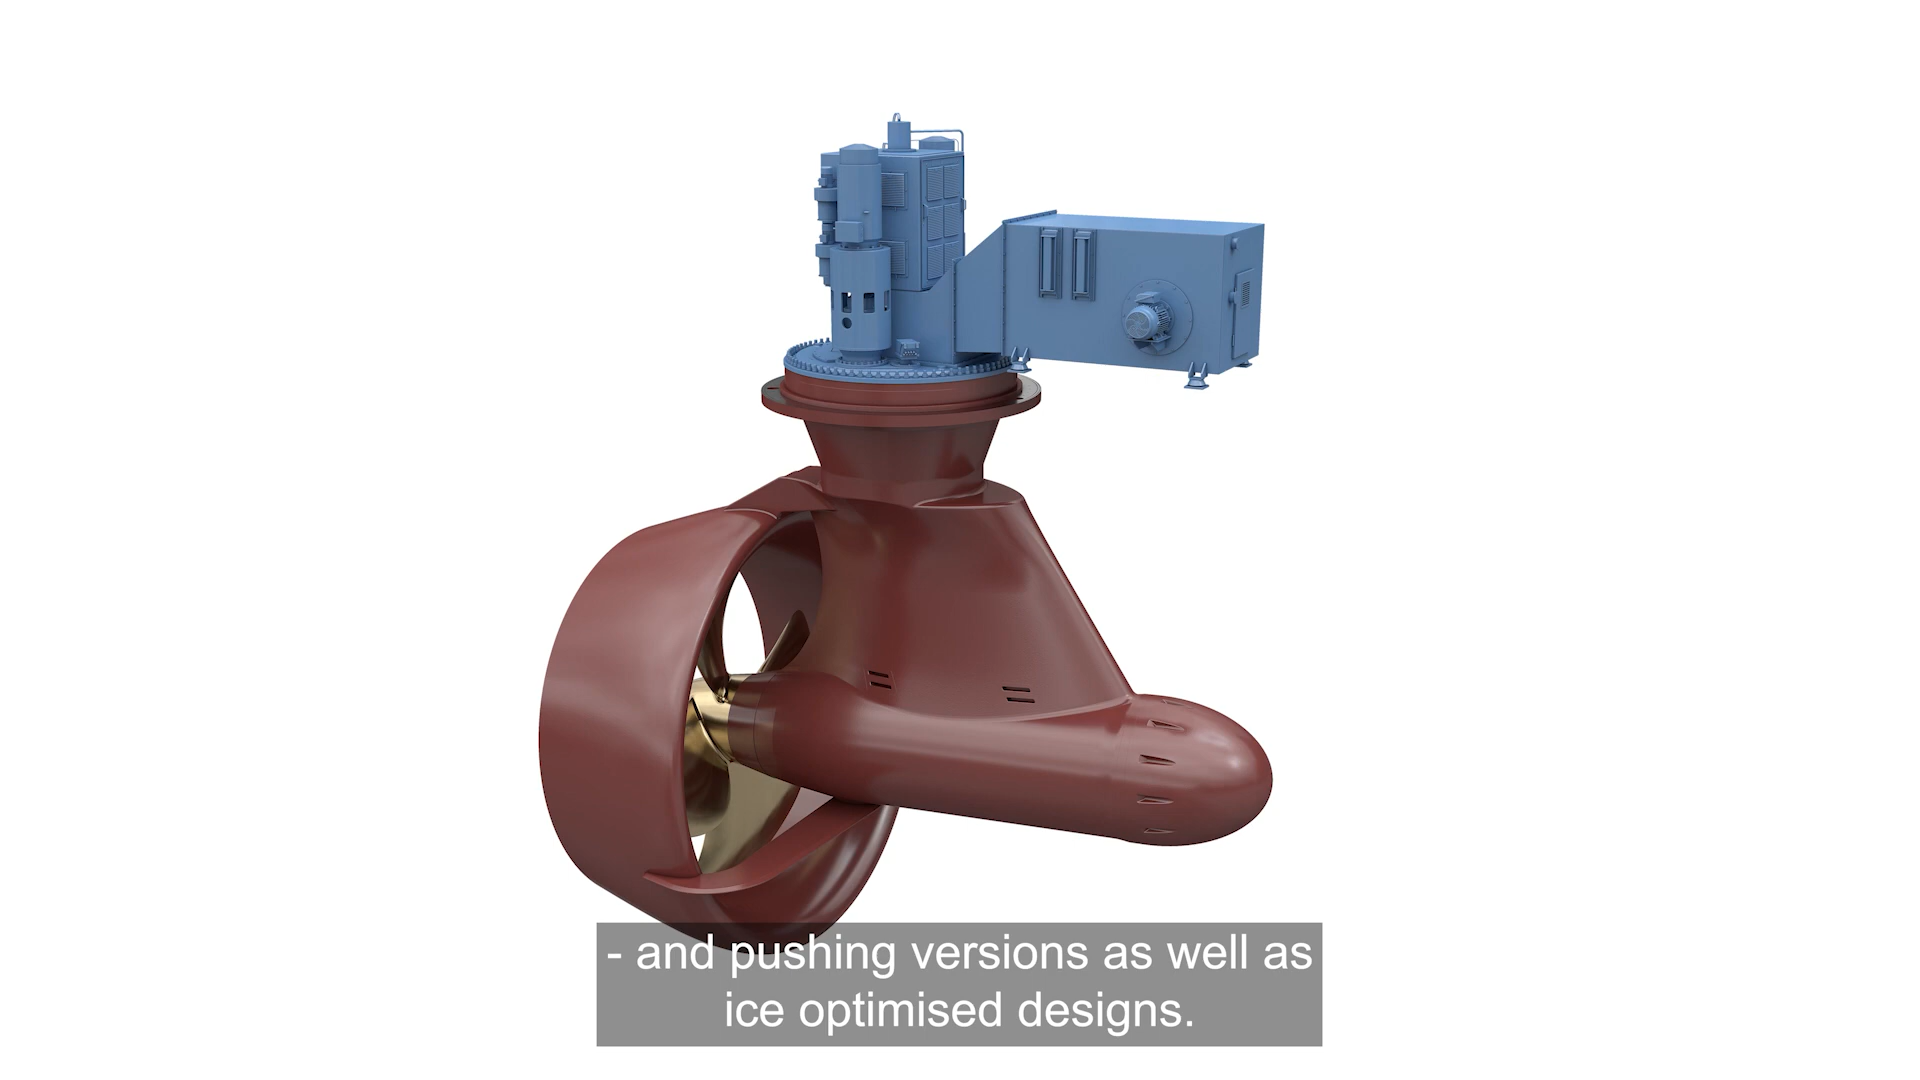 - and pushing versions as well as
ice optimised designs.